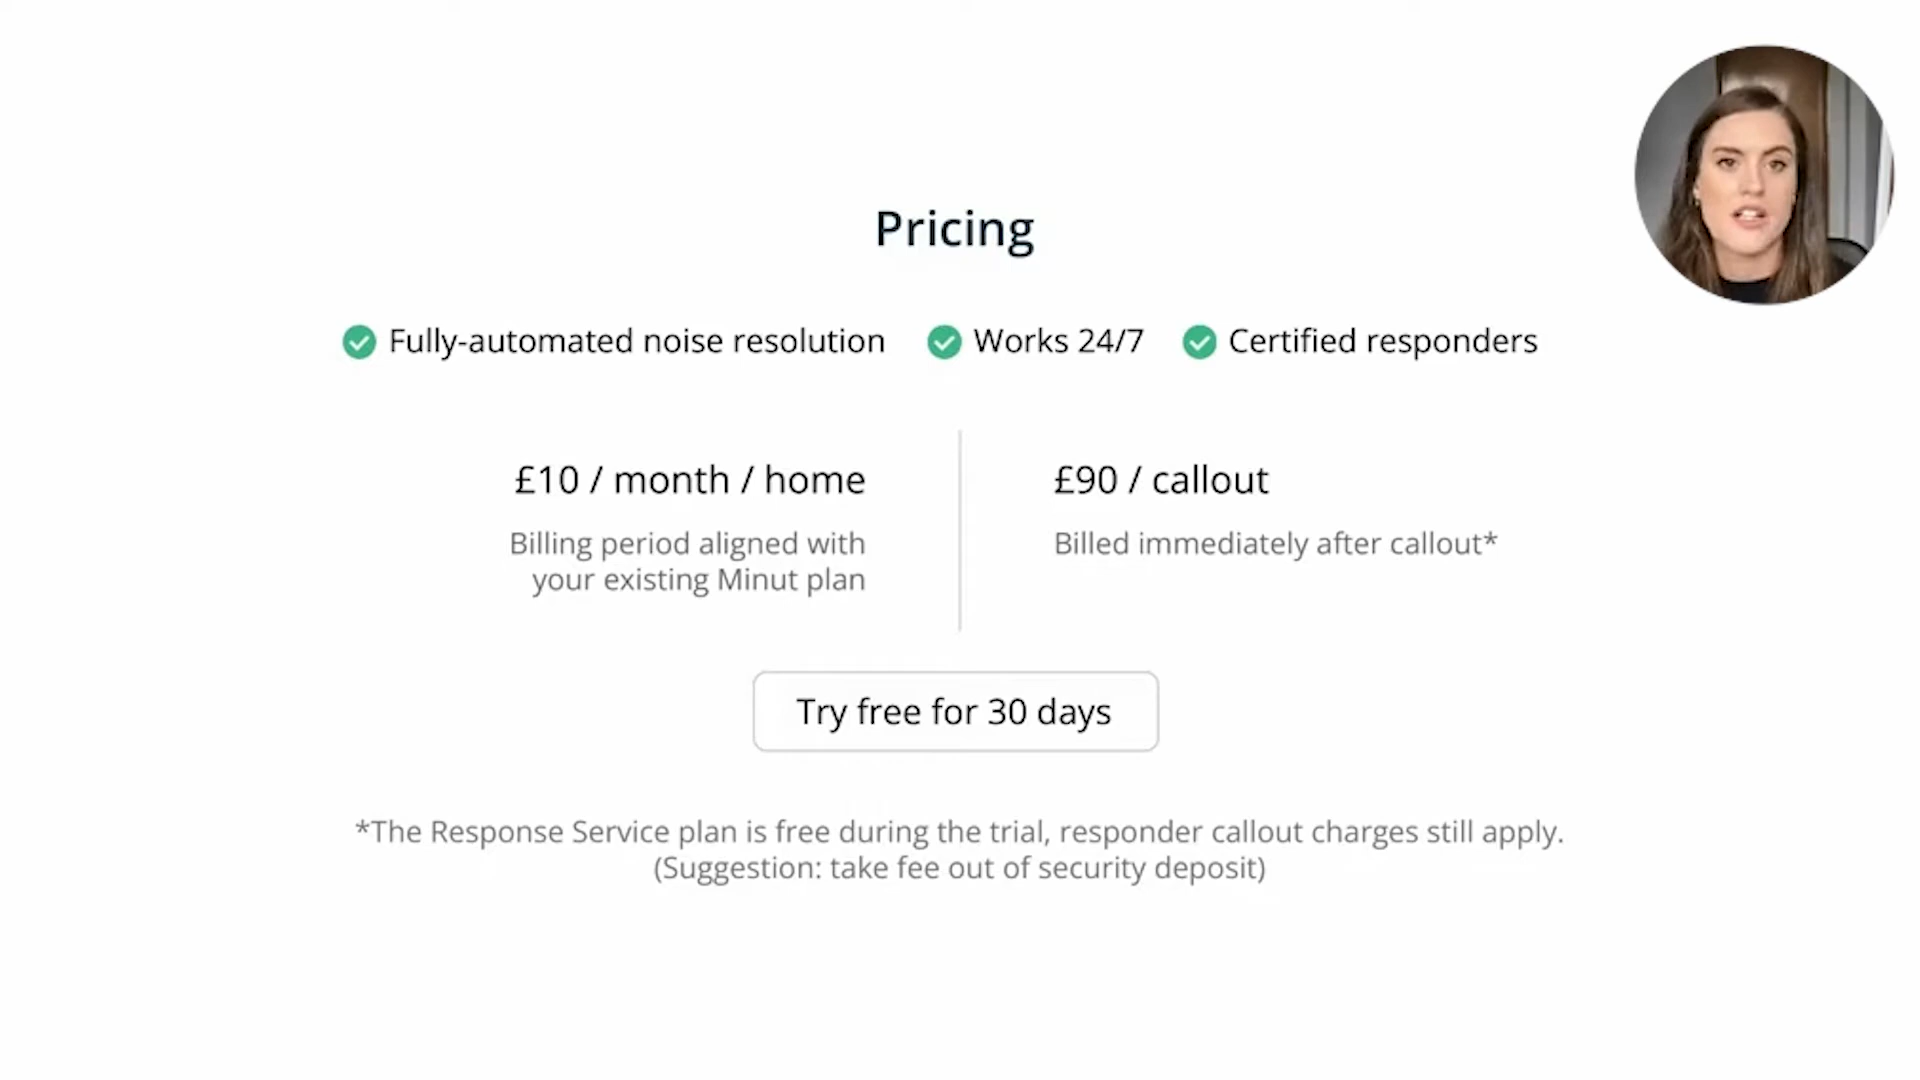 Pricing
Fully-automated noise resolution Works 24/7 Certified responders
£10 / month / home
Billing period aligned with
your existing Minut plan
£90 / callout
Billed immediately after callout*
Try free for 30 days
*The Response Service plan is free during the trial, responder callout charges still apply.
(Suggestion: take fee out of security deposit)